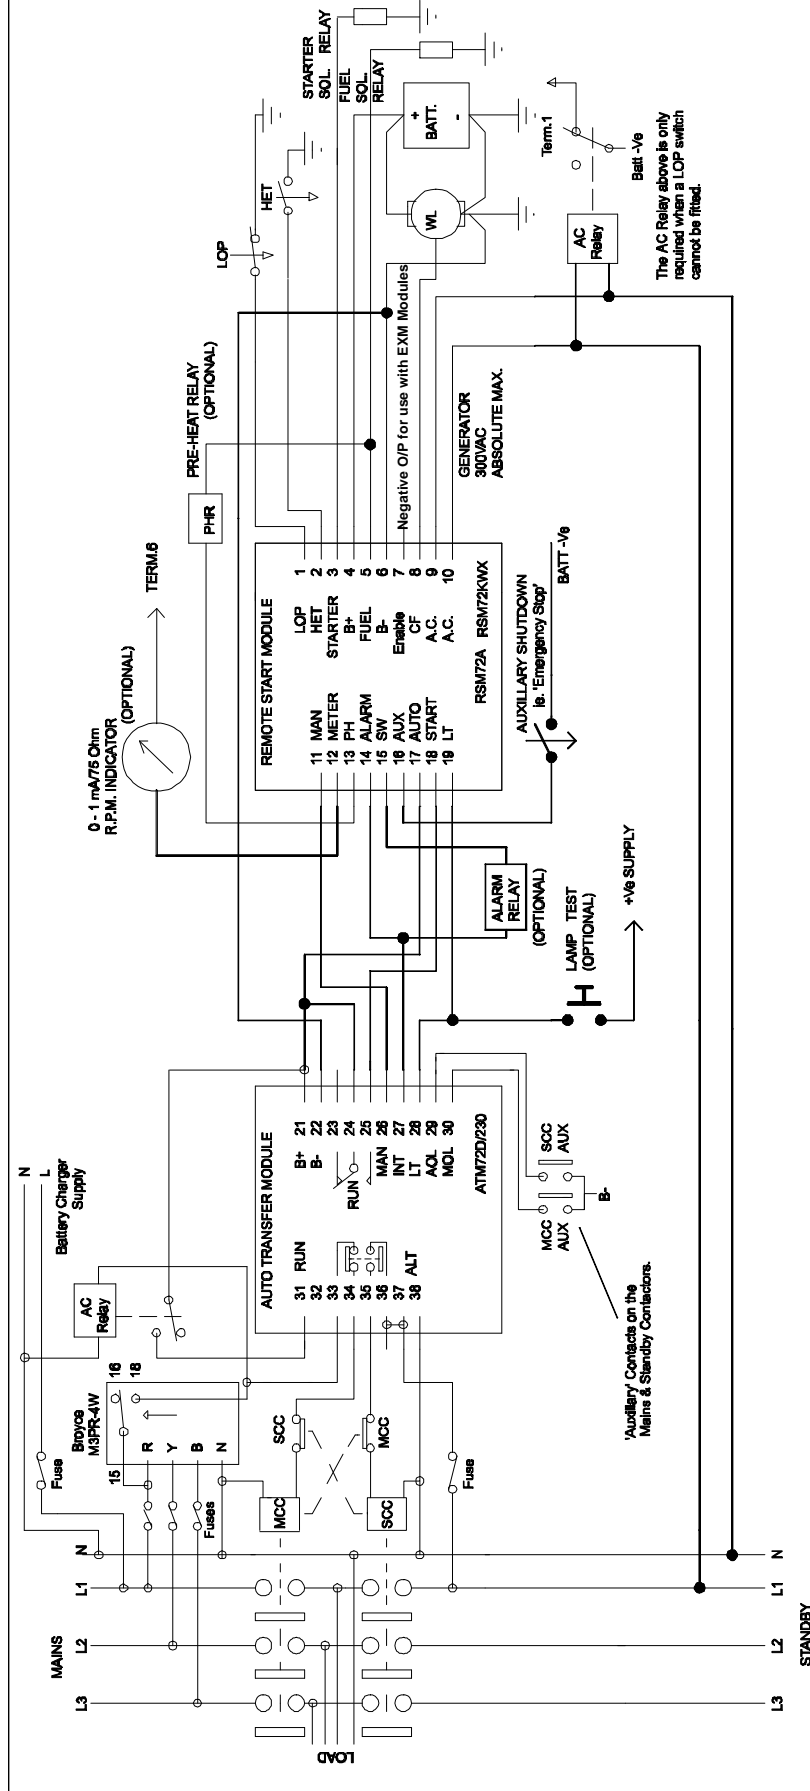 N
L
Battery Charger
Supply
AC
Relay
16
18
15
Broyce
M3PR-4W
R
Y
B
N
Fuse
Fuses
MAINS
N
L1
L2
L3
SCC
MCC
MCC
SCC
Fuse
LOAD
N
L1
L2
L3
STANDBY
AUTO TRANSFER MODULE
31 RUN
32
33
34
35
36
37 ALT
38
B+ 21
B- 22
23
RUN 24
25
MAN 26
INT 27
LT 28
AOL 29
MOL 30
ATM72D/230
MCC
AUX
SCC
AUX
B-
'Auxillary' Contacts on the
Mains & Standby Contactors.
0 - 1 mA/75 Ohm
R.P.M. INDICATOR
(OPTIONAL)
TERM.6
PHR
PRE-HEAT RELAY
(OPTIONAL)
REMOTE START MODULE
11 MAN
12 METER
13 PH
14 ALARM
15 SW
16 AUX
17 AUTO
18 START
19 LT
LOP 1
HET 2
STARTER 3
B+ 4
FUEL 5
B- 6
Enable 7
CF 8
A.C. 9
A.C. 10
RSM72A RSM72KWX
ALARM
RELAY
(OPTIONAL)
LAMP TEST
(OPTIONAL)
+Ve SUPPLY
AUXILLARY SHUTDOWN
ie. 'Emergency Stop'
BATT -Ve
GENERATOR
300VAC
ABSOLUTE MAX.
Negative O/P for use with EXM Modules
LOP
HET
STARTER
SOL. RELAY
FUEL
SOL.
RELAY
+
BATT.
-
WL
AC
Relay
Term.1
Batt -Ve
The AC Relay above is only
required when a LOP switch
cannot be fitted.